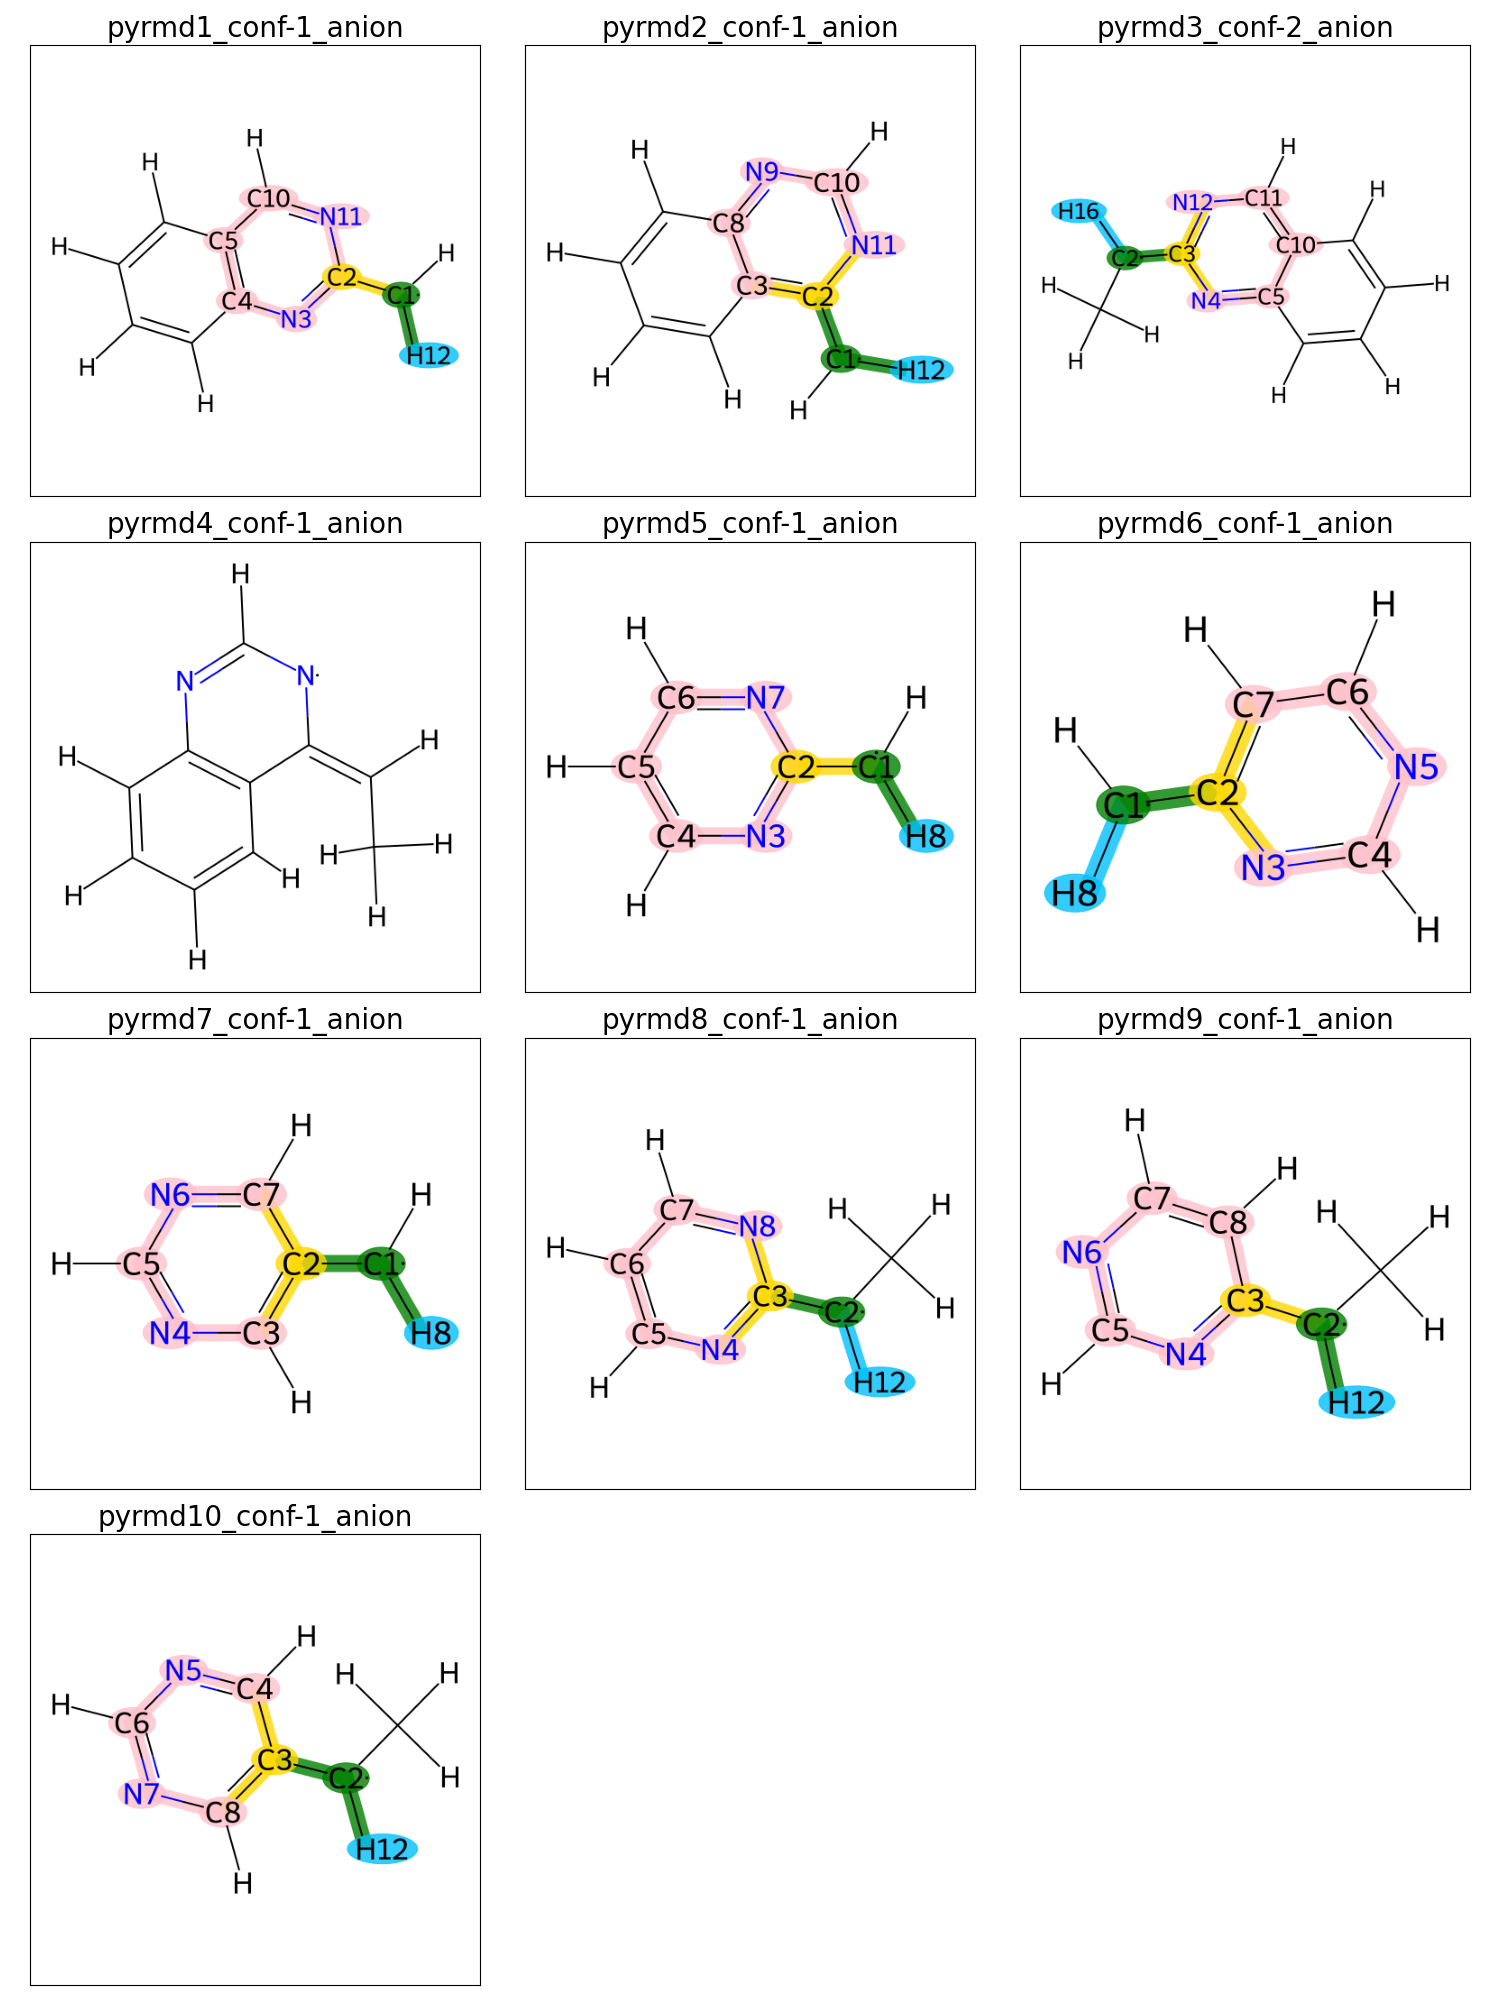 pyrmd1_conf-1_anion
H
H
C10
N11
H
C5
H
C2
C1·
C4
N3
H12
H
H
pyrmd2_conf-1_anion
H
H
N9
C10
C8
N11
H
C3
C2
C1·
H12
H
H
H
pyrmd3_conf-2_anion
H
H
N12
C11
H16
C10
C2·
C3
H
H
N4
C5
H
H
H
H
pyrmd4_conf-1_anion
H
N
N·
H
H
H
H
H
H
H
H
pyrmd5_conf-1_anion
H
C6
N7
H
H
C5
C2
C1
C4
N3
H8
H
pyrmd6_conf-1_anion
H
H
C6
C7
H
N5
C2
C1·
C4
N3
H8
H
pyrmd7_conf-1_anion
H
N6
C7
H
H
C5
C2
C1·
N4
C3
H8
H
pyrmd8_conf-1_anion
H
H
H
C7
N8
H
C6
C3
C2·
H
C5
N4
H
H12
pyrmd9_conf-1_anion
H
H
H
H
C7
C8
N6
C3
C2·
H
C5
N4
H
H12
pyrmd10_conf-1_anion
H
H
H
N5
C4
H
C6
C3
C2·
H
N7
C8
H12
H